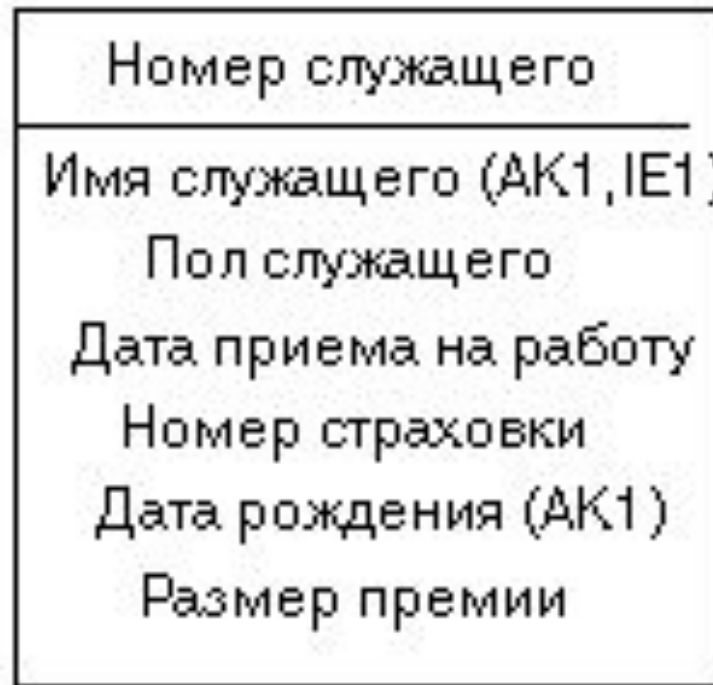 Номер служащего
Имя служащего (AK1,IE1)
Пол служащего
Дата приема на работу
Номер страховки
Дата рождения (AK1)
Размер премии